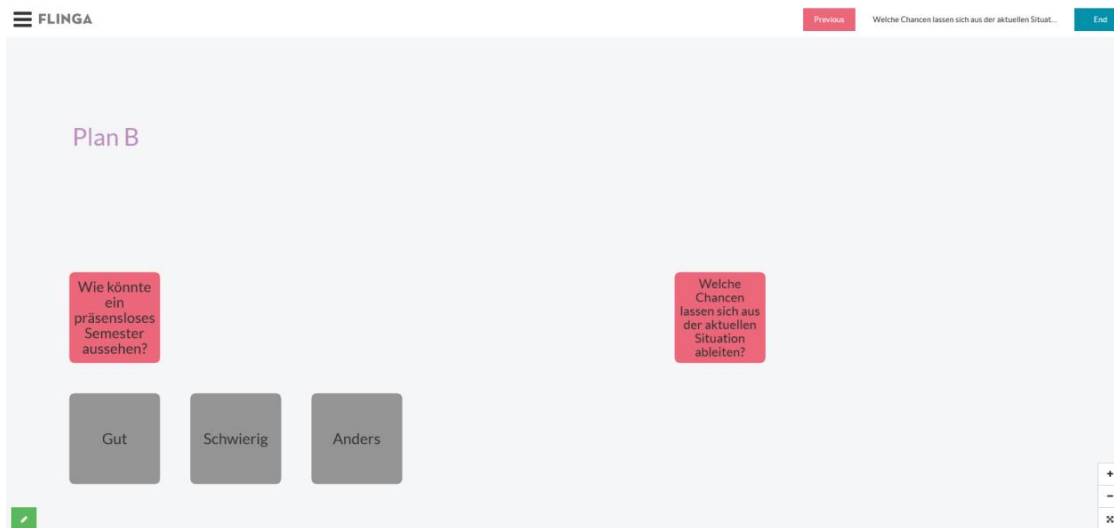 FLINGA
Previous
Welche Chancen lassen sich aus der aktuellen Situat...
End
Plan B
Wie könnte
ein
präsensloses
Semester
aussehen?
Welche
Chancen
lassen sich aus
der aktuellen
Situation
ableiten?
Gut
Schwierig
Anders